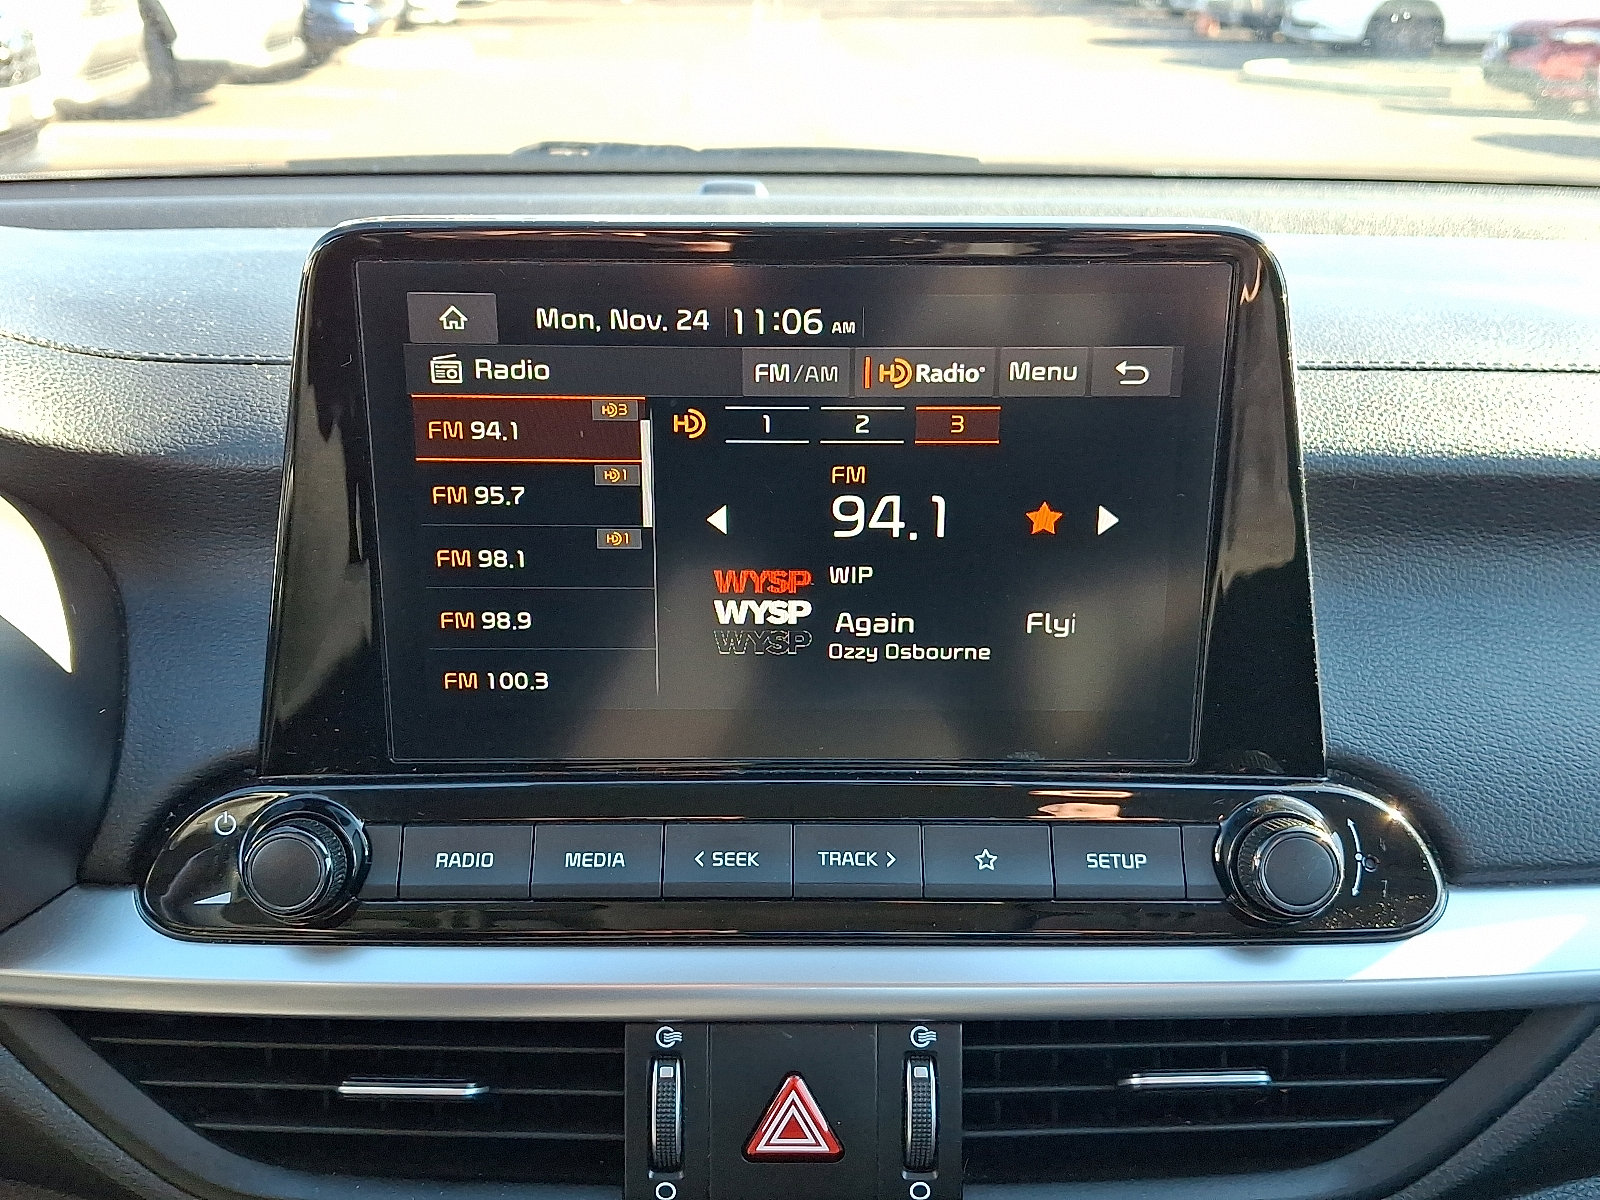 Mon, Nov. 24 11:06 AM
Radio FM/AM HD Radio Menu
FM 94.1 HD3
FM 95.7 HD1
FM 98.1 HD1
FM 98.9
FM 100.3
HD 1 2 3
FM
94.1
WYSP
WYSP
WYSP
WIP
Again Flyi
Ozzy Osbourne
RADIO MEDIA < SEEK TRACK > SETUP